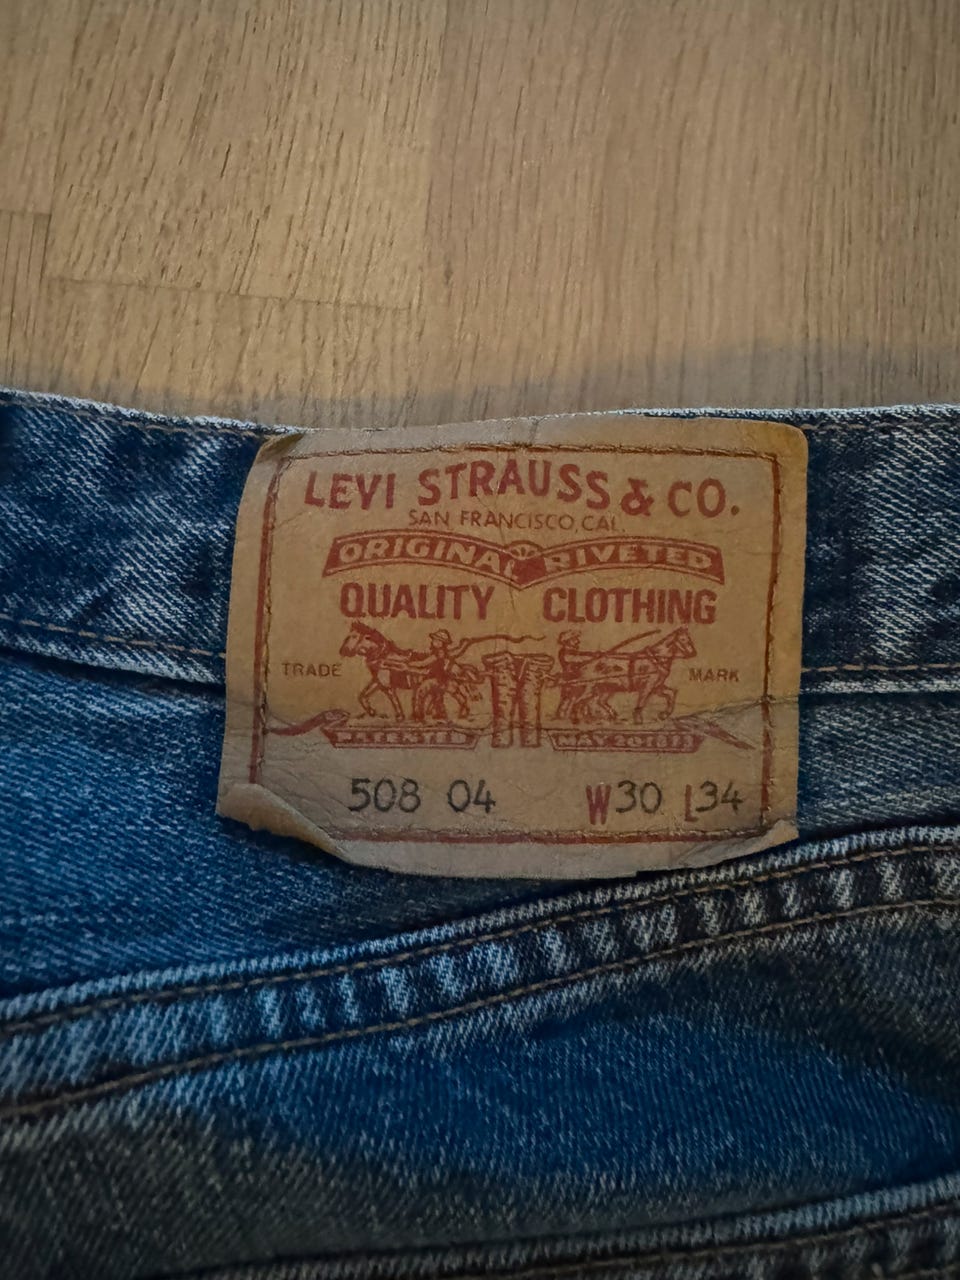 LEVI STRAUSS & CO.
SAN FRANCISCO, CAL.
ORIGINAL RIVETED
QUALITY CLOTHING
TRADE MARK
PATENTED MAY 20 1873
508 04 W30 L34